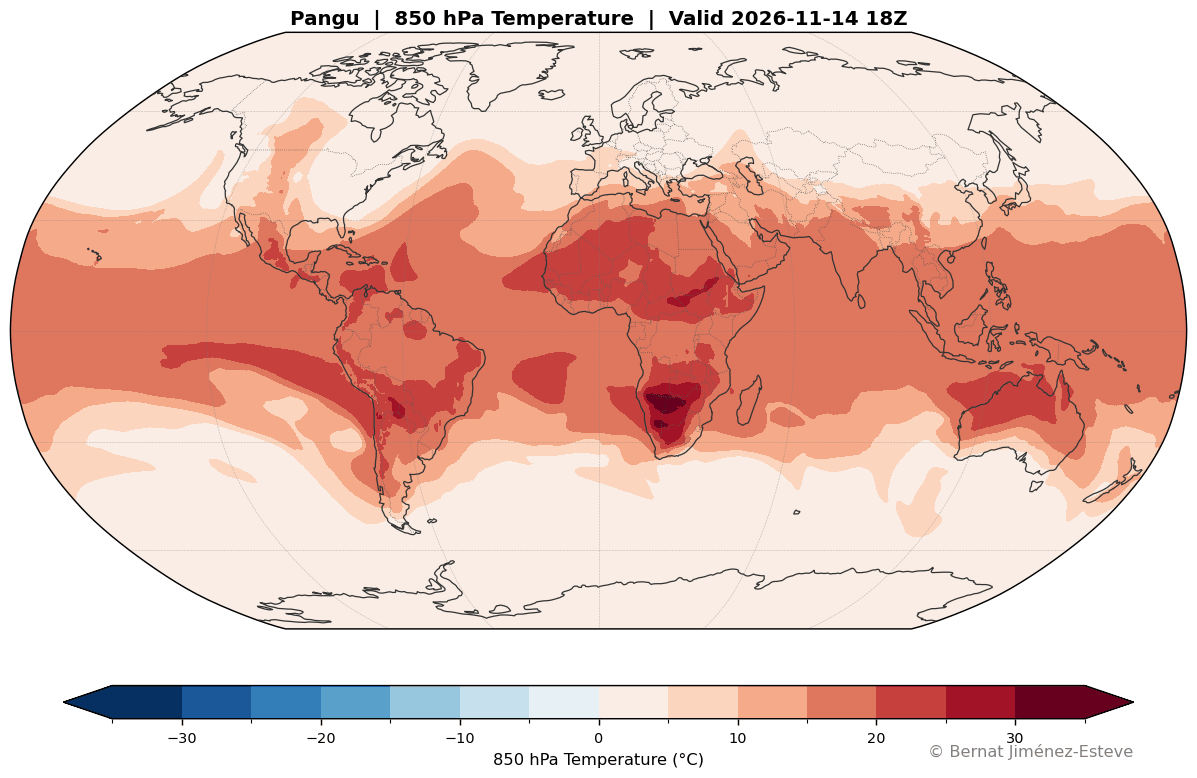 Pangu | 850 hPa Temperature | Valid 2026-11-14 18Z
−30 −20 −10 0 10 20 30
850 hPa Temperature (°C)
© Bernat Jiménez-Esteve